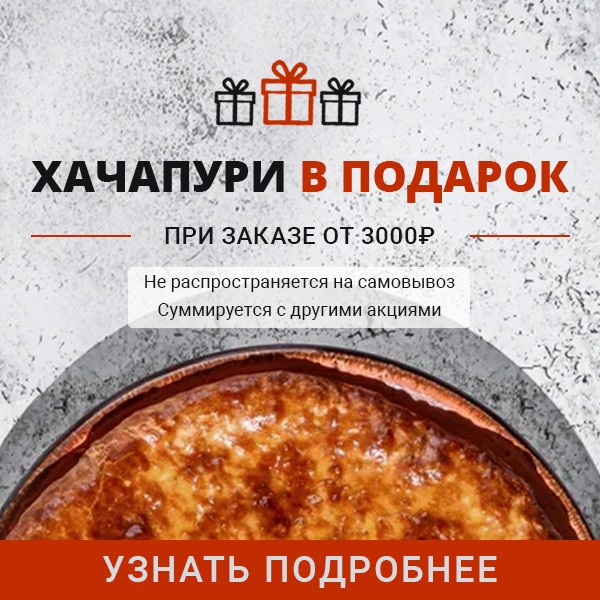 ХАЧАПУРИ В ПОДАРОК
ПРИ ЗАКАЗЕ ОТ 3000₽
Не распространяется на самовывоз
Суммируется с другими акциями
УЗНАТЬ ПОДРОБНЕЕ